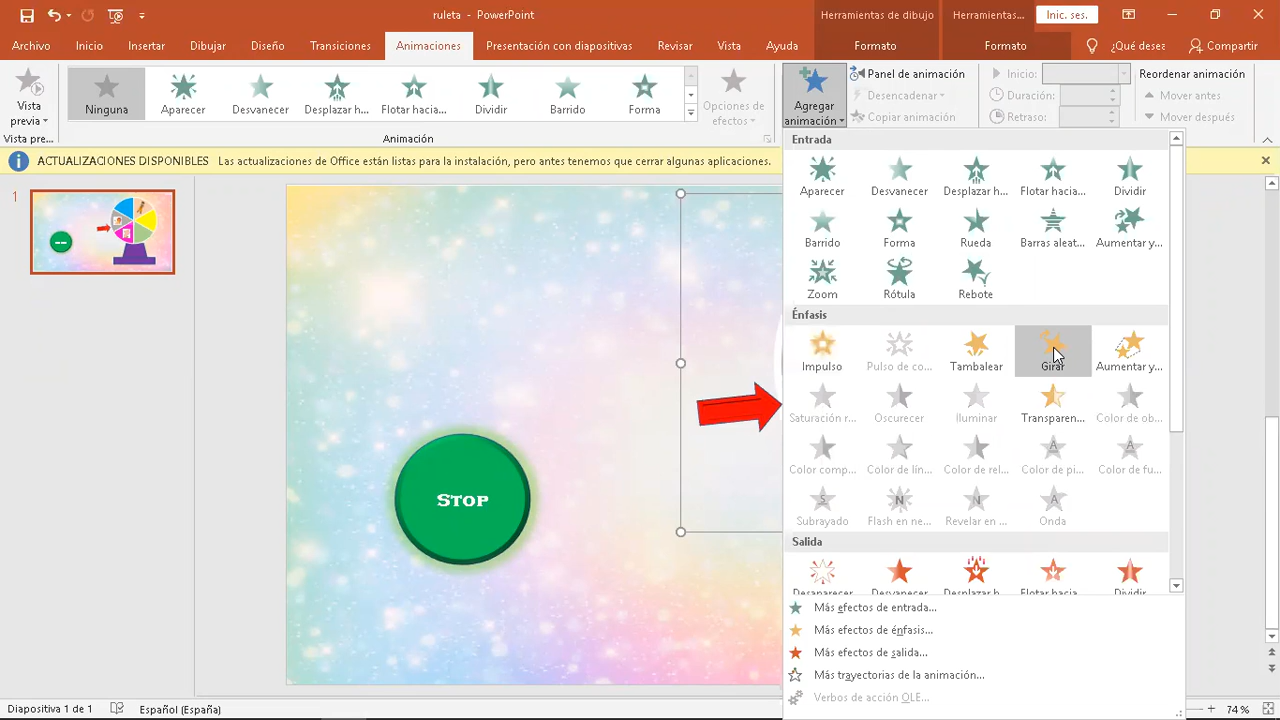 ruleta - PowerPoint
Herramientas de dibujo
Herramientas...
Inic. ses.
Archivo
Inicio
Insertar
Dibujar
Diseño
Transiciones
Animaciones
Presentación con diapositivas
Revisar
Vista
Ayuda
Formato
Formato
¿Qué desea
Compartir
Vista previa
Ninguna
Aparecer
Desvanecer
Desplazar h...
Flotar hacia...
Dividir
Barrido
Forma
Opciones de efectos
Agregar animación
Panel de animación
Desencadenar
Copiar animación
Inicio:
Duración:
Retraso:
Reordenar animación
Mover antes
Mover después
Vista pre...
Animación
ACTUALIZACIONES DISPONIBLES Las actualizaciones de Office están listas para la instalación, pero antes tenemos que cerrar algunas aplicaciones.
1
STOP
Entrada
Aparecer
Desvanecer
Desplazar h...
Flotar hacia...
Dividir
Barrido
Forma
Rueda
Barras aleat...
Aumentar y...
Zoom
Rótula
Rebote
Énfasis
Impulso
Pulso de co...
Tambalear
Girar
Aumentar y...
Saturación r...
Oscurecer
Iluminar
Transparen...
Color de ob...
Color comp...
Color de lín...
Color de rel...
Color de pi...
Color de fu...
Subrayado
Flash en ne...
Revelar en ...
Onda
Salida
Desaparecer
Desvanecer
Desplazar h...
Flotar hacia...
Dividir
Más efectos de entrada...
Más efectos de énfasis...
Más efectos de salida...
Más trayectorias de la animación...
Verbos de acción OLE...
Diapositiva 1 de 1
Español (España)
74 %